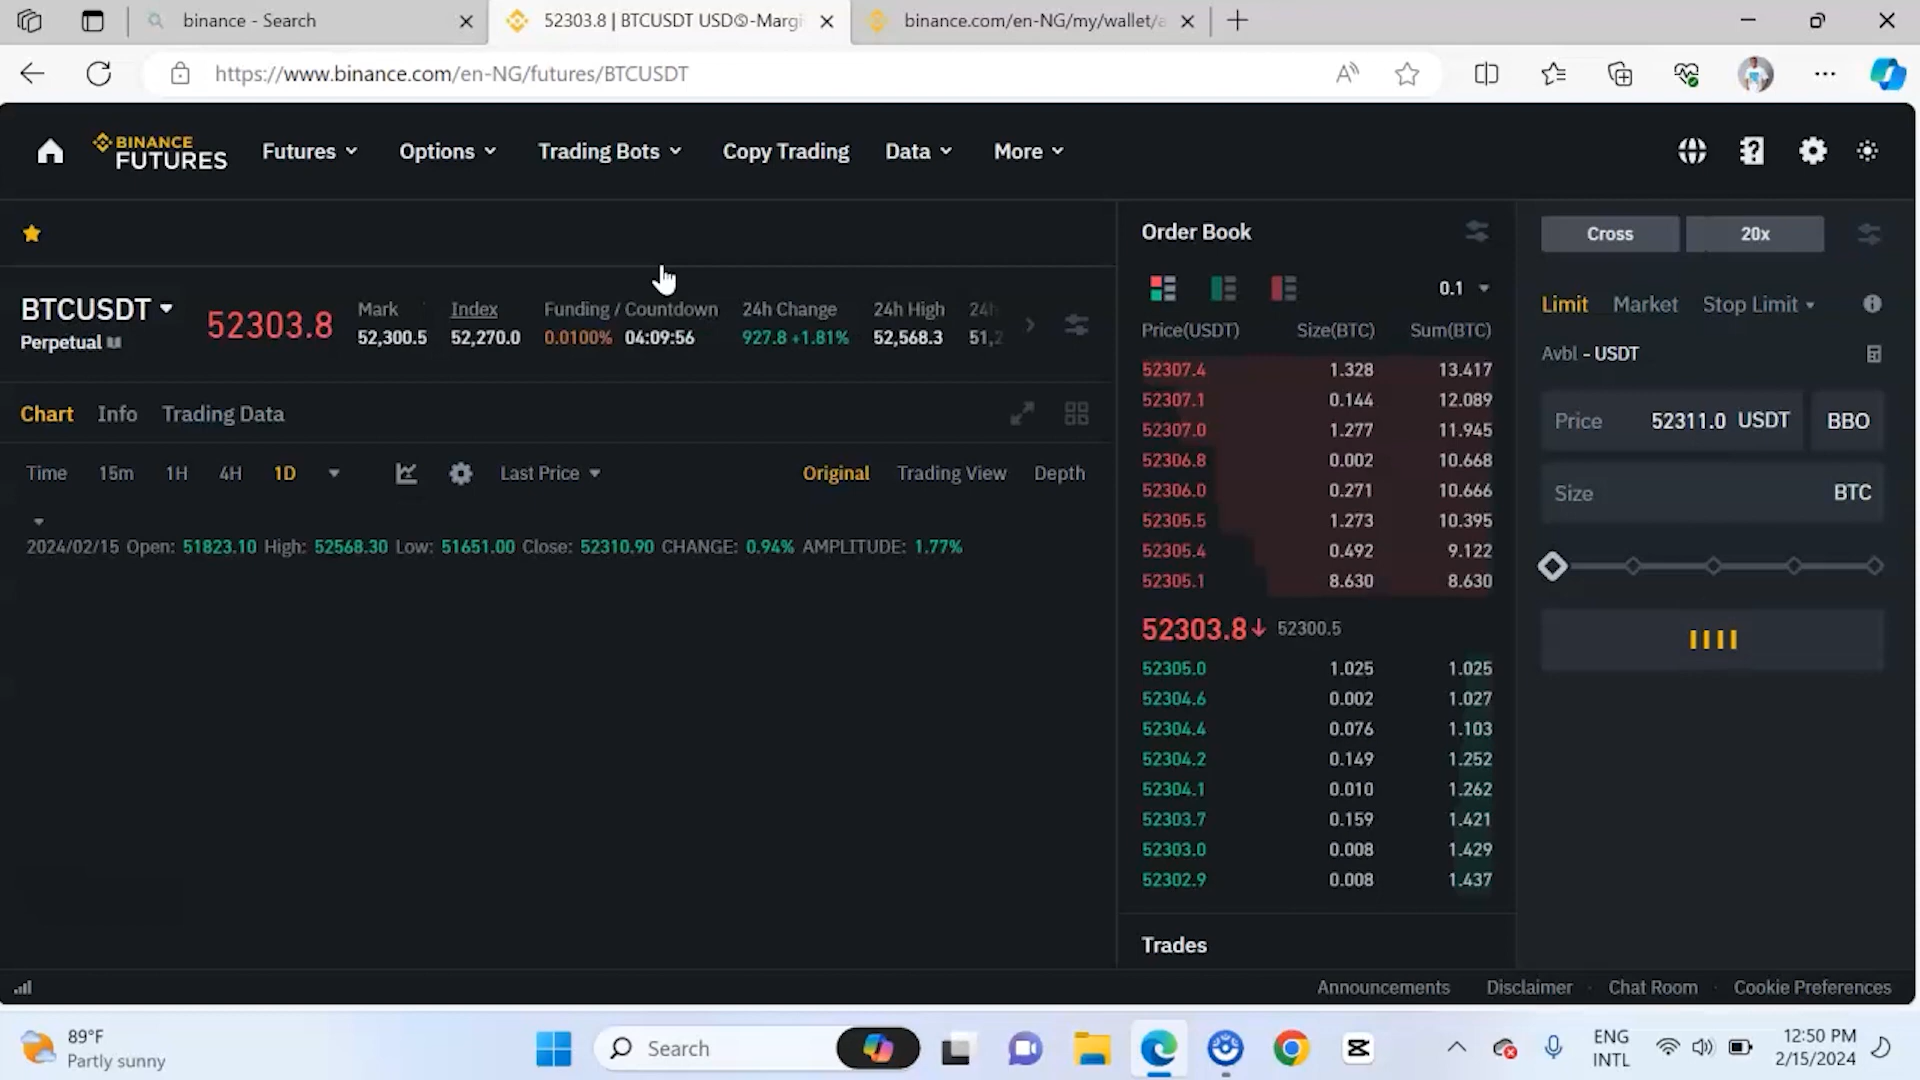 binance - Search
52303.8 | BTCUSDT USDⓈ-Margi
binance.com/en-NG/my/wallet/a
https://www.binance.com/en-NG/futures/BTCUSDT
BINANCE
FUTURES
Futures
Options
Trading Bots
Copy Trading
Data
More
BTCUSDT
Perpetual
52303.8
Mark
52,300.5
Index
52,270.0
Funding / Countdown
0.0100% 04:09:56
24h Change
927.8 +1.81%
24h High
52,568.3
24h
51,2
Chart
Info
Trading Data
Time
15m
1H
4H
1D
Last Price
Original
Trading View
Depth
2024/02/15 Open: 51823.10 High: 52568.30 Low: 51651.00 Close: 52310.90 CHANGE: 0.94% AMPLITUDE: 1.77%
Order Book
0.1
Price(USDT) Size(BTC) Sum(BTC)
52307.4 1.328 13.417
52307.1 0.144 12.089
52307.0 1.277 11.945
52306.8 0.002 10.668
52306.0 0.271 10.666
52305.5 1.273 10.395
52305.4 0.492 9.122
52305.1 8.630 8.630
52303.8↓ 52300.5
52305.0 1.025 1.025
52304.6 0.002 1.027
52304.4 0.076 1.103
52304.2 0.149 1.252
52304.1 0.010 1.262
52303.7 0.159 1.421
52303.0 0.008 1.429
52302.9 0.008 1.437
Trades
Cross
20x
Limit
Market
Stop Limit
Avbl - USDT
Price 52311.0 USDT
BBO
Size BTC
Announcements
Disclaimer
Chat Room
Cookie Preferences
89°F
Partly sunny
Search
ENG
INTL
12:50 PM
2/15/2024